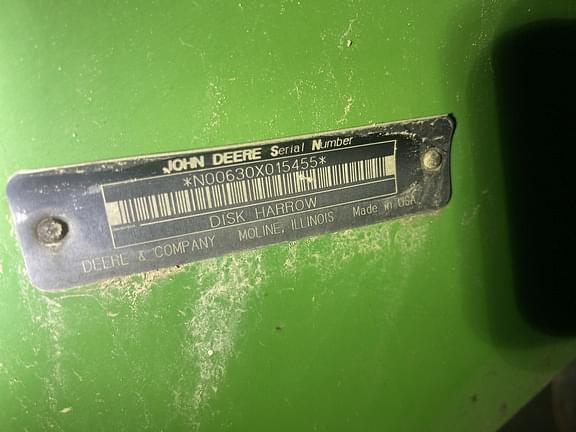 JOHN DEERE Serial Number
*N00630X015455*
DISK HARROW
DEERE & COMPANY MOLINE, ILLINOIS Made in USA